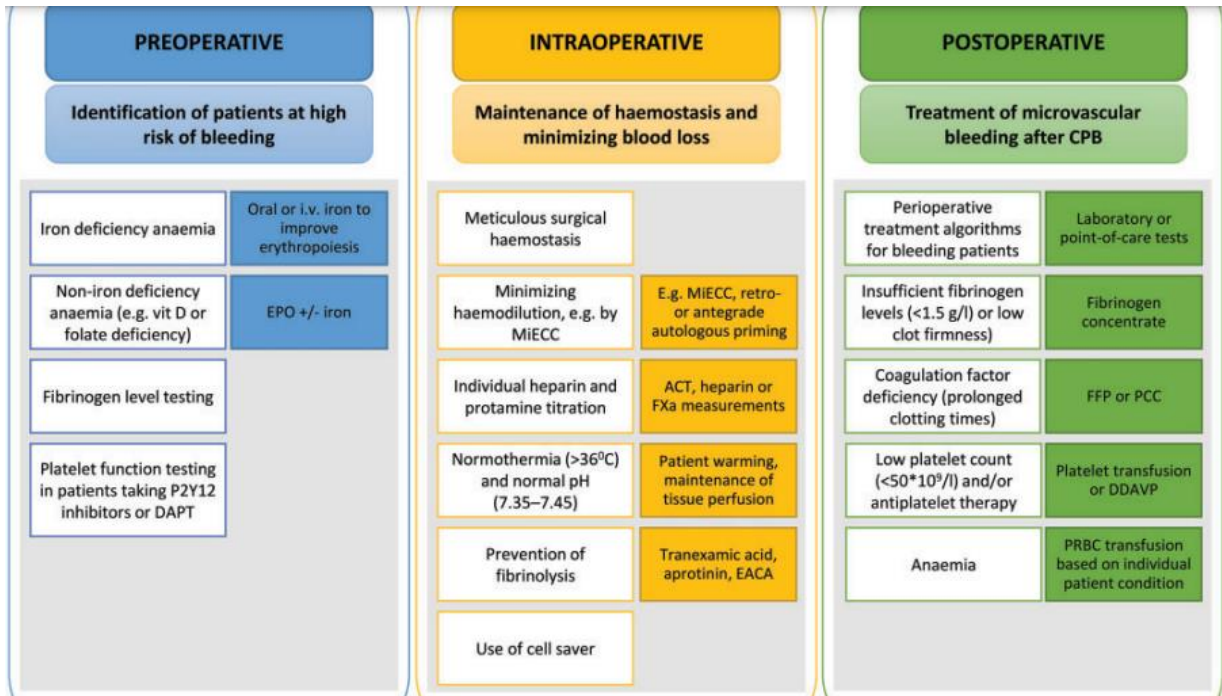 PREOPERATIVE
Identification of patients at high
risk of bleeding
Iron deficiency anaemia
Oral or i.v. iron to
improve
erythropoiesis
Non-iron deficiency
anaemia (e.g. vit D or
folate deficiency)
EPO +/- iron
Fibrinogen level testing
Platelet function testing
in patients taking P2Y12
inhibitors or DAPT
INTRAOPERATIVE
Maintenance of haemostasis and
minimizing blood loss
Meticulous surgical
haemostasis
Minimizing
haemodilution, e.g. by
MiECC
E.g. MiECC, retro-
or antegrade
autologous priming
Individual heparin and
protamine titration
ACT, heparin or
FXa measurements
Normothermia (>36⁰C)
and normal pH
(7.35–7.45)
Patient warming,
maintenance of
tissue perfusion
Prevention of
fibrinolysis
Tranexamic acid,
aprotinin, EACA
Use of cell saver
POSTOPERATIVE
Treatment of microvascular
bleeding after CPB
Perioperative
treatment algorithms
for bleeding patients
Laboratory or
point-of-care tests
Insufficient fibrinogen
levels (<1.5 g/l) or low
clot firmness)
Fibrinogen
concentrate
Coagulation factor
deficiency (prolonged
clotting times)
FFP or PCC
Low platelet count
(<50*10⁹/l) and/or
antiplatelet therapy
Platelet transfusion
or DDAVP
Anaemia
PRBC transfusion
based on individual
patient condition